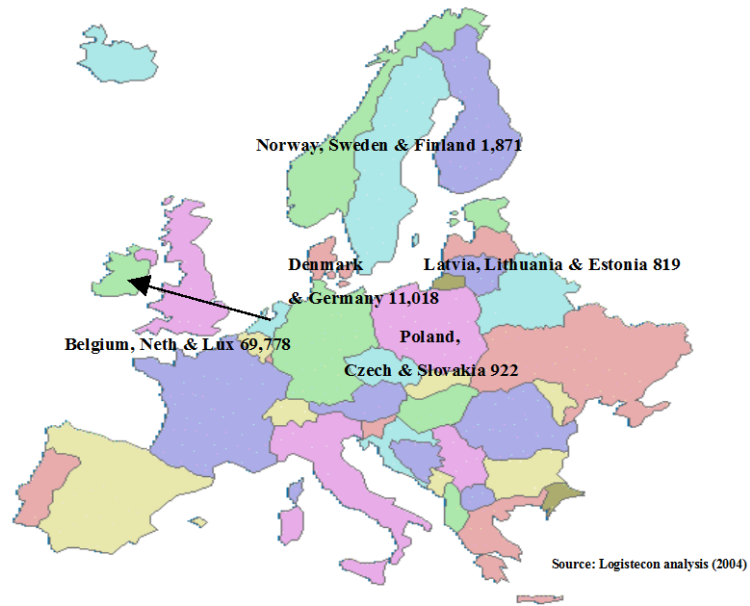 Norway, Sweden & Finland 1,871
Denmark
& Germany 11,018
Latvia, Lithuania & Estonia 819
Belgium, Neth & Lux 69,778
Poland,
Czech & Slovakia 922
Source: Logistecon analysis (2004)